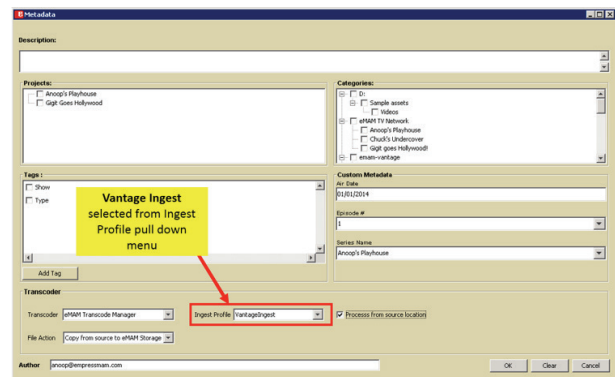 Metadata
Description:
Projects:
Anoop's Playhouse
Gigit Goes Hollywood
Categories:
D:
Sample assets
Videos
eMAM TV Network
Anoop's Playhouse
Chuck's Undercover
Gigit goes Hollywood!
emam-vantage
Tags :
Show
Type
Add Tag
Vantage Ingest
selected from Ingest
Profile pull down
menu
Custom Metadata
Air Date
01/01/2014
Episode #
1
Series Name
Anoop's Playhouse
Transcoder
Transcoder eMAM Transcode Manager Ingest Profile VantageIngest Process from source location
File Action Copy from source to eMAM Storage
Author anoop@empressmam.com OK Clear Cancel